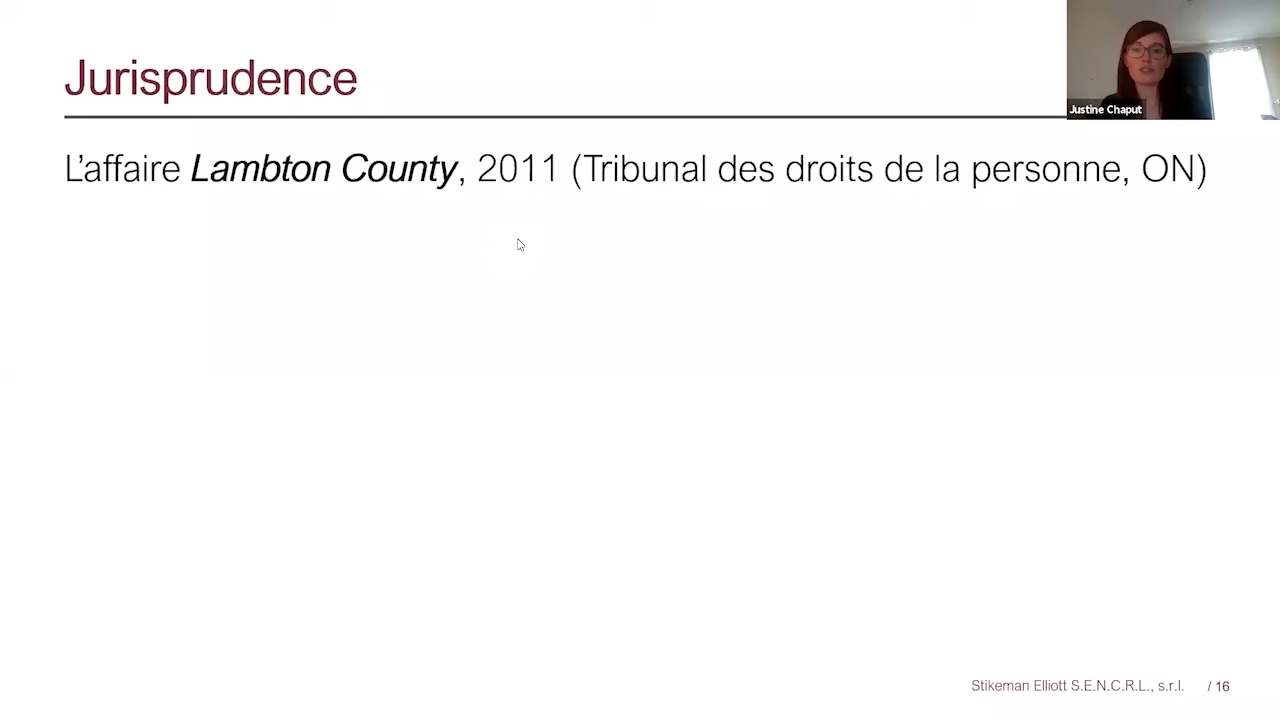 Jurisprudence
Justine Chaput
L'affaire Lambton County, 2011 (Tribunal des droits de la personne, ON)
Stikeman Elliott S.E.N.C.R.L., s.r.l. / 16